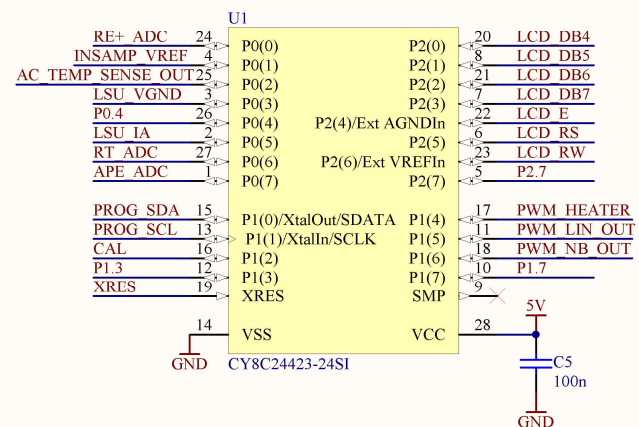 U1
RE+_ADC 24 P0(0) P2(0) 20 LCD_DB4
INSAMP_VREF 4 P0(1) P2(1) 8 LCD_DB5
AC_TEMP_SENSE_OUT 25 P0(2) P2(2) 21 LCD_DB6
LSU_VGND 3 P0(3) P2(3) 7 LCD_DB7
P0.4 26 P0(4) P2(4)/Ext AGNDIn 22 LCD_E
LSU_IA 2 P0(5) P2(5) 6 LCD_RS
RT_ADC 27 P0(6) P2(6)/Ext VREFIn 23 LCD_RW
APE_ADC 1 P0(7) P2(7) 5 P2.7
PROG_SDA 15 P1(0)/XtalOut/SDATA P1(4) 17 PWM_HEATER
PROG_SCL 13 P1(1)/XtalIn/SCLK P1(5) 11 PWM_LIN_OUT
CAL 16 P1(2) P1(6) 18 PWM_NB_OUT
P1.3 12 P1(3) P1(7) 10 P1.7
XRES 19 XRES SMP 9
5V
14 VSS VCC 28
GND
CY8C24423-24SI
C5
100n
GND